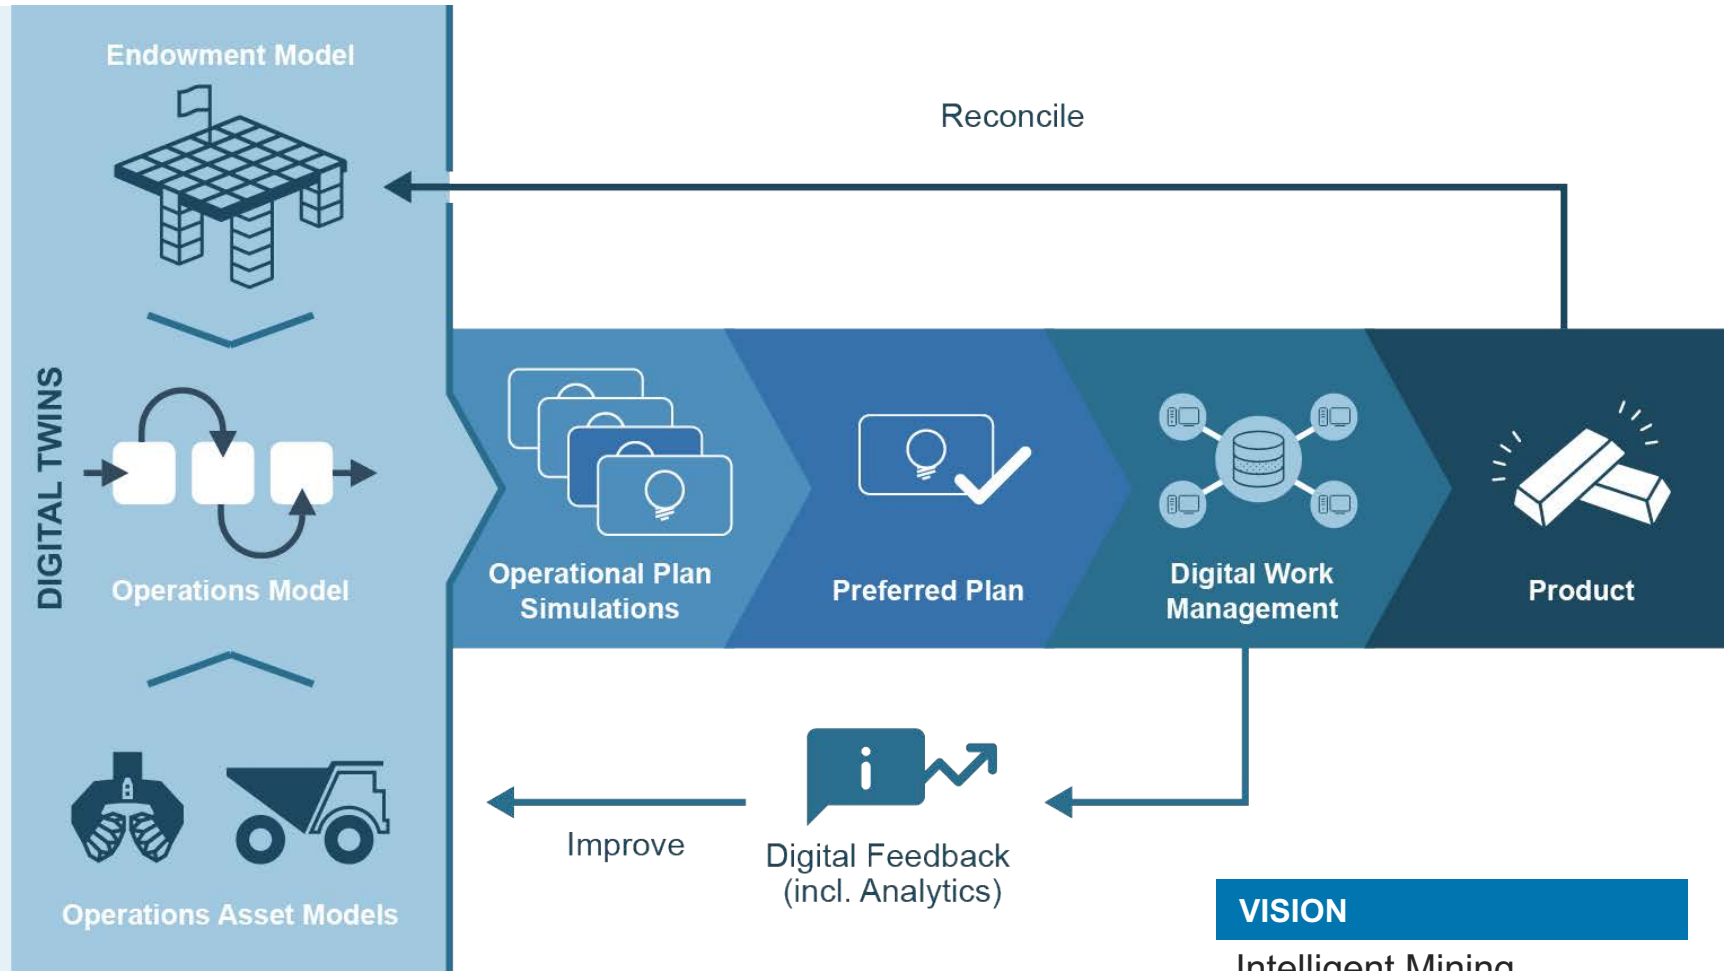 Endowment Model
Reconcile
DIGITAL TWINS
Operations Model
Operational Plan
Simulations
Preferred Plan
Digital Work
Management
Product
Improve
Digital Feedback
(incl. Analytics)
Operations Asset Models
VISION
Intelligent Mining